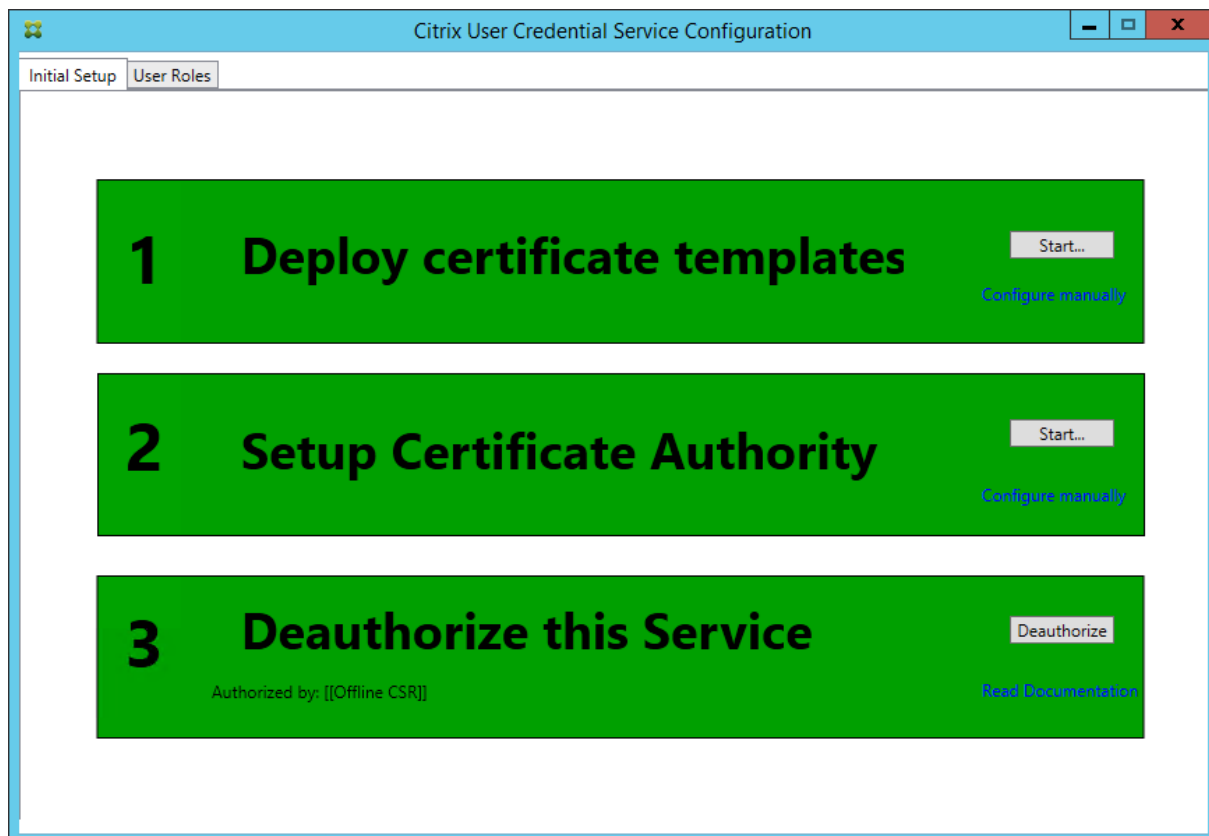 Citrix User Credential Service Configuration
Initial Setup
User Roles
1
Deploy certificate templates
Start...
Configure manually
2
Setup Certificate Authority
Start...
Configure manually
3
Deauthorize this Service
Deauthorize
Authorized by: [[Offline CSR]]
Read Documentation